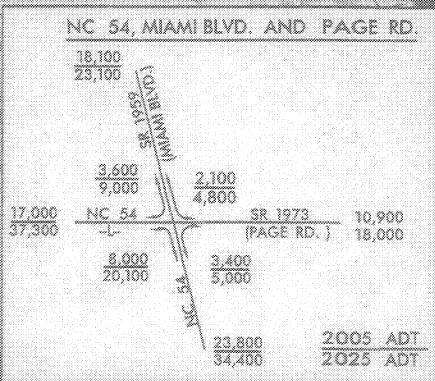 NC 54, MIAMI BLVD. AND PAGE RD.
18,100
23,100
SR 1959
(MIAMI BLVD)
3,600
9,000
2,100
4,800
17,000
37,300
NC 54
-L-
SR 1973
(PAGE RD. )
10,900
18,000
8,000
20,100
3,400
5,000
NC 54
23,800
34,400
2005 ADT
2025 ADT